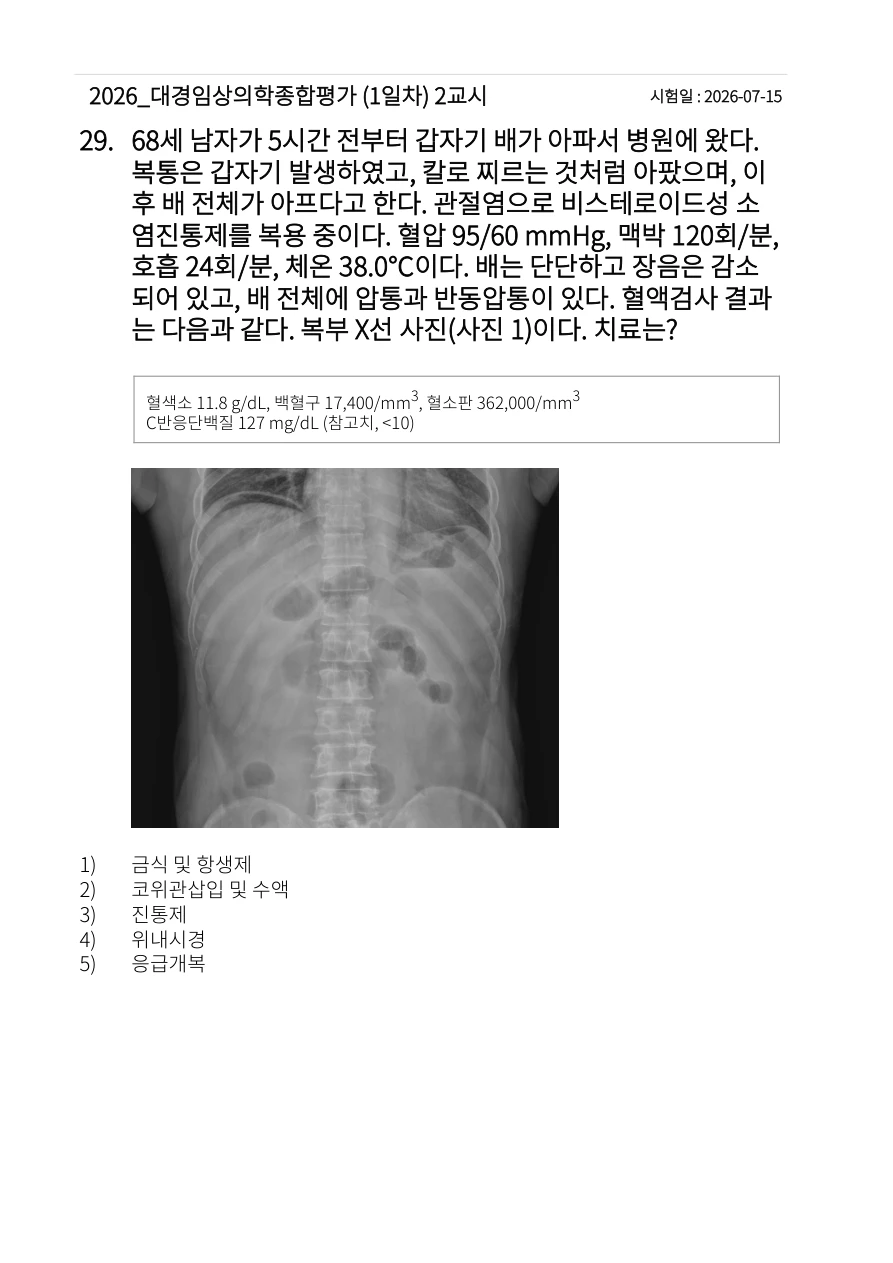 2026_대경임상의학종합평가 (1일차) 2교시
시험일 : 2026-07-15
29. 68세 남자가 5시간 전부터 갑자기 배가 아파서 병원에 왔다.
복통은 갑자기 발생하였고, 칼로 찌르는 것처럼 아팠으며, 이
후 배 전체가 아프다고 한다. 관절염으로 비스테로이드성 소
염진통제를 복용 중이다. 혈압 95/60 mmHg, 맥박 120회/분,
호흡 24회/분, 체온 38.0℃이다. 배는 단단하고 장음은 감소
되어 있고, 배 전체에 압통과 반동압통이 있다. 혈액검사 결과
는 다음과 같다. 복부 X선 사진(사진 1)이다. 치료는?
혈색소 11.8 g/dL, 백혈구 17,400/mm³, 혈소판 362,000/mm³
C반응단백질 127 mg/dL (참고치, <10)
1) 금식 및 항생제
2) 코위관삽입 및 수액
3) 진통제
4) 위내시경
5) 응급개복